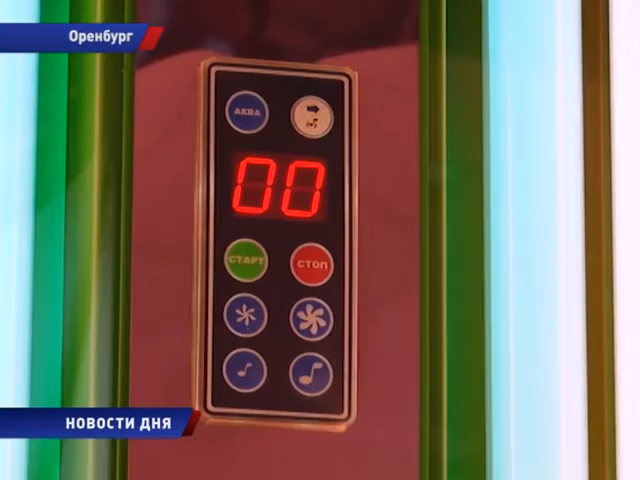 Оренбург
АКВА
00
СТАРТ
СТОП
НОВОСТИ ДНЯ